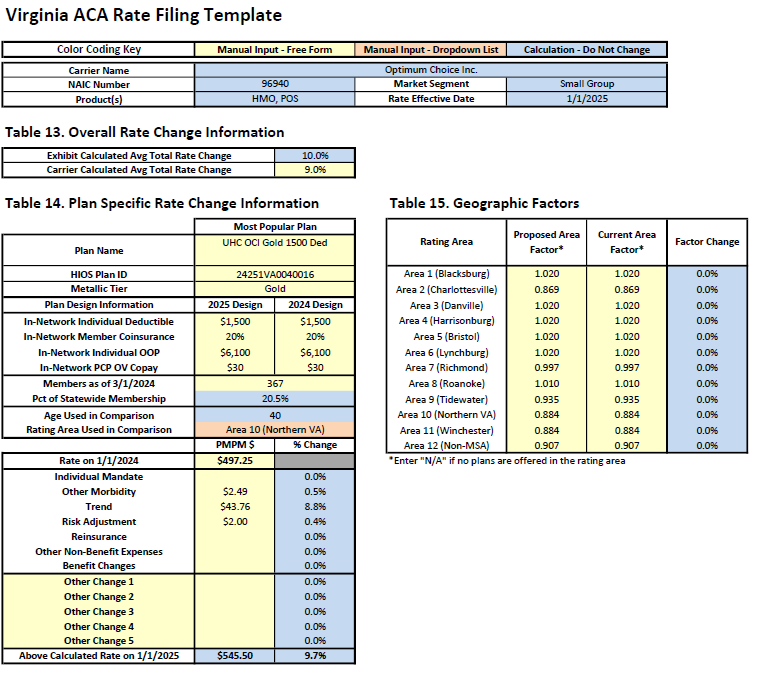 Virginia ACA Rate Filing Template
Color Coding Key Manual Input - Free Form Manual Input - Dropdown List Calculation - Do Not Change
Carrier Name Optimum Choice Inc.
NAIC Number 96940 Market Segment Small Group
Product(s) HMO, POS Rate Effective Date 1/1/2025
Table 13. Overall Rate Change Information
Exhibit Calculated Avg Total Rate Change 10.0%
Carrier Calculated Avg Total Rate Change 9.0%
Table 14. Plan Specific Rate Change Information
Most Popular Plan
Plan Name UHC OCI Gold 1500 Ded
HIOS Plan ID 24251VA0040016
Metallic Tier Gold
Plan Design Information 2025 Design 2024 Design
In-Network Individual Deductible $1,500 $1,500
In-Network Member Coinsurance 20% 20%
In-Network Individual OOP $6,100 $6,100
In-Network PCP OV Copay $30 $30
Members as of 3/1/2024 367
Pct of Statewide Membership 20.5%
Age Used in Comparison 40
Rating Area Used in Comparison Area 10 (Northern VA)
PMPM $ % Change
Rate on 1/1/2024 $497.25
Individual Mandate 0.0%
Other Morbidity $2.49 0.5%
Trend $43.76 8.8%
Risk Adjustment $2.00 0.4%
Reinsurance 0.0%
Other Non-Benefit Expenses 0.0%
Benefit Changes 0.0%
Other Change 1 0.0%
Other Change 2 0.0%
Other Change 3 0.0%
Other Change 4 0.0%
Other Change 5 0.0%
Above Calculated Rate on 1/1/2025 $545.50 9.7%
Table 15. Geographic Factors
Rating Area Proposed Area Factor* Current Area Factor* Factor Change
Area 1 (Blacksburg) 1.020 1.020 0.0%
Area 2 (Charlottesville) 0.869 0.869 0.0%
Area 3 (Danville) 1.020 1.020 0.0%
Area 4 (Harrisonburg) 1.020 1.020 0.0%
Area 5 (Bristol) 1.020 1.020 0.0%
Area 6 (Lynchburg) 1.020 1.020 0.0%
Area 7 (Richmond) 0.997 0.997 0.0%
Area 8 (Roanoke) 1.010 1.010 0.0%
Area 9 (Tidewater) 0.935 0.935 0.0%
Area 10 (Northern VA) 0.884 0.884 0.0%
Area 11 (Winchester) 0.884 0.884 0.0%
Area 12 (Non-MSA) 0.907 0.907 0.0%
*Enter "N/A" if no plans are offered in the rating area